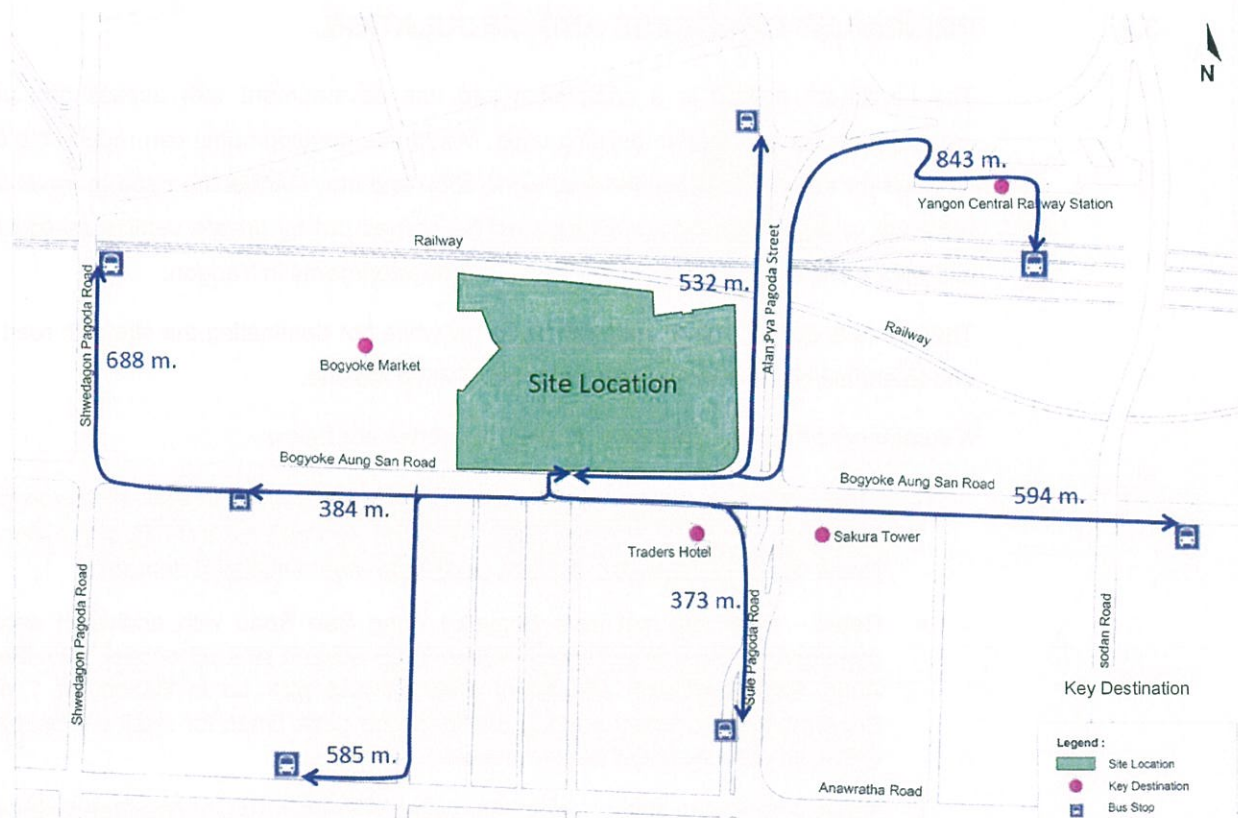 N
843 m.
Yangon Central Railway Station
Railway
532 m.
Alan Pya Pagoda Street
Railway
Shwedagon Pagoda Road
688 m.
Bogyoke Market
Site Location
Bogyoke Aung San Road
Bogyoke Aung San Road
594 m.
384 m.
Traders Hotel
Sakura Tower
373 m.
Sule Pagoda Road
Shwedagon Pagoda Road
sodan Road
Key Destination
585 m.
Anawratha Road
Legend :
Site Location
Key Destination
Bus Stop